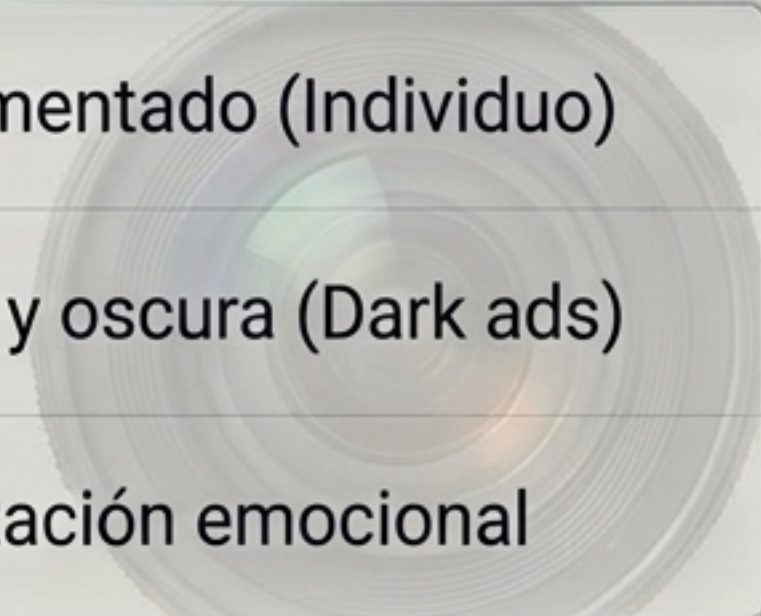 mentado (Individuo)
y oscura (Dark ads)
ación emocional